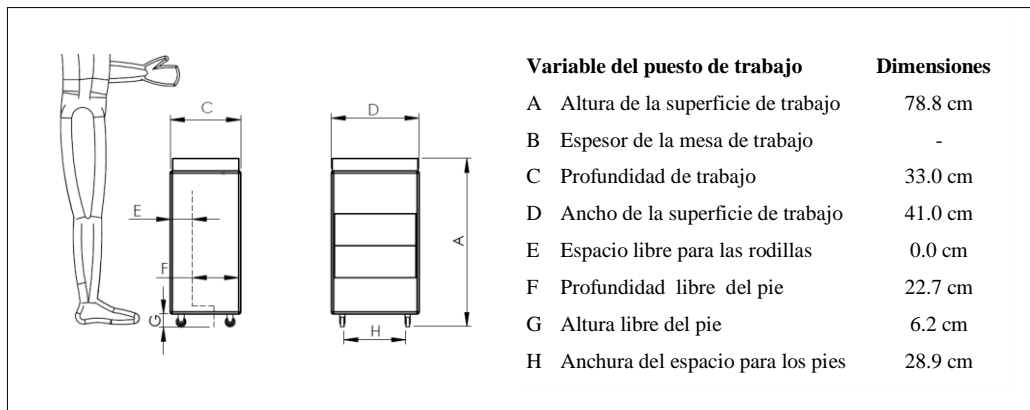 Variable del puesto de trabajo Dimensiones
A Altura de la superficie de trabajo 78.8 cm
B Espesor de la mesa de trabajo -
C Profundidad de trabajo 33.0 cm
D Ancho de la superficie de trabajo 41.0 cm
E Espacio libre para las rodillas 0.0 cm
F Profundidad libre del pie 22.7 cm
G Altura libre del pie 6.2 cm
H Anchura del espacio para los pies 28.9 cm
C
D
E
A
F
G
H